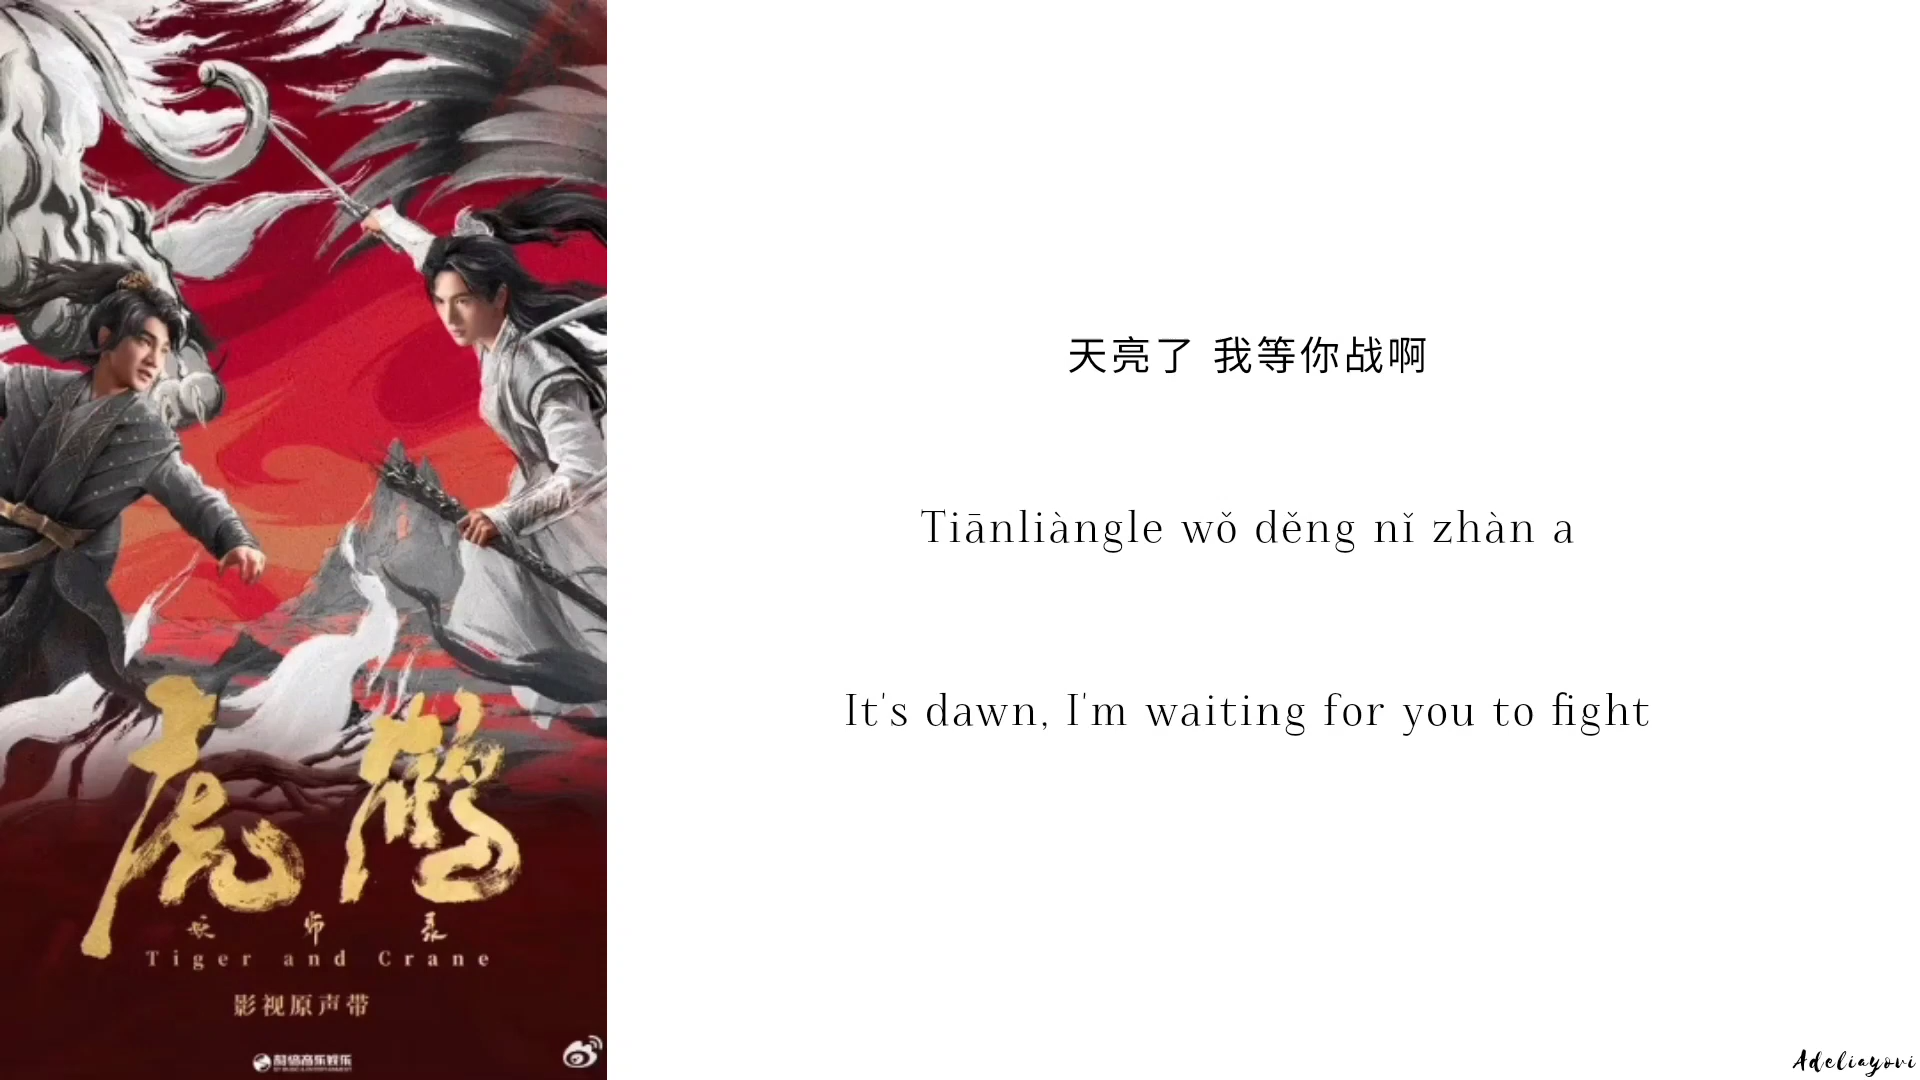 虎鹤
妖师录
Tiger and Crane
影视原声带
天亮了 我等你战啊
Tiānliàngle wǒ děng nǐ zhàn a
It's dawn, I'm waiting for you to fight
Adeliayovi